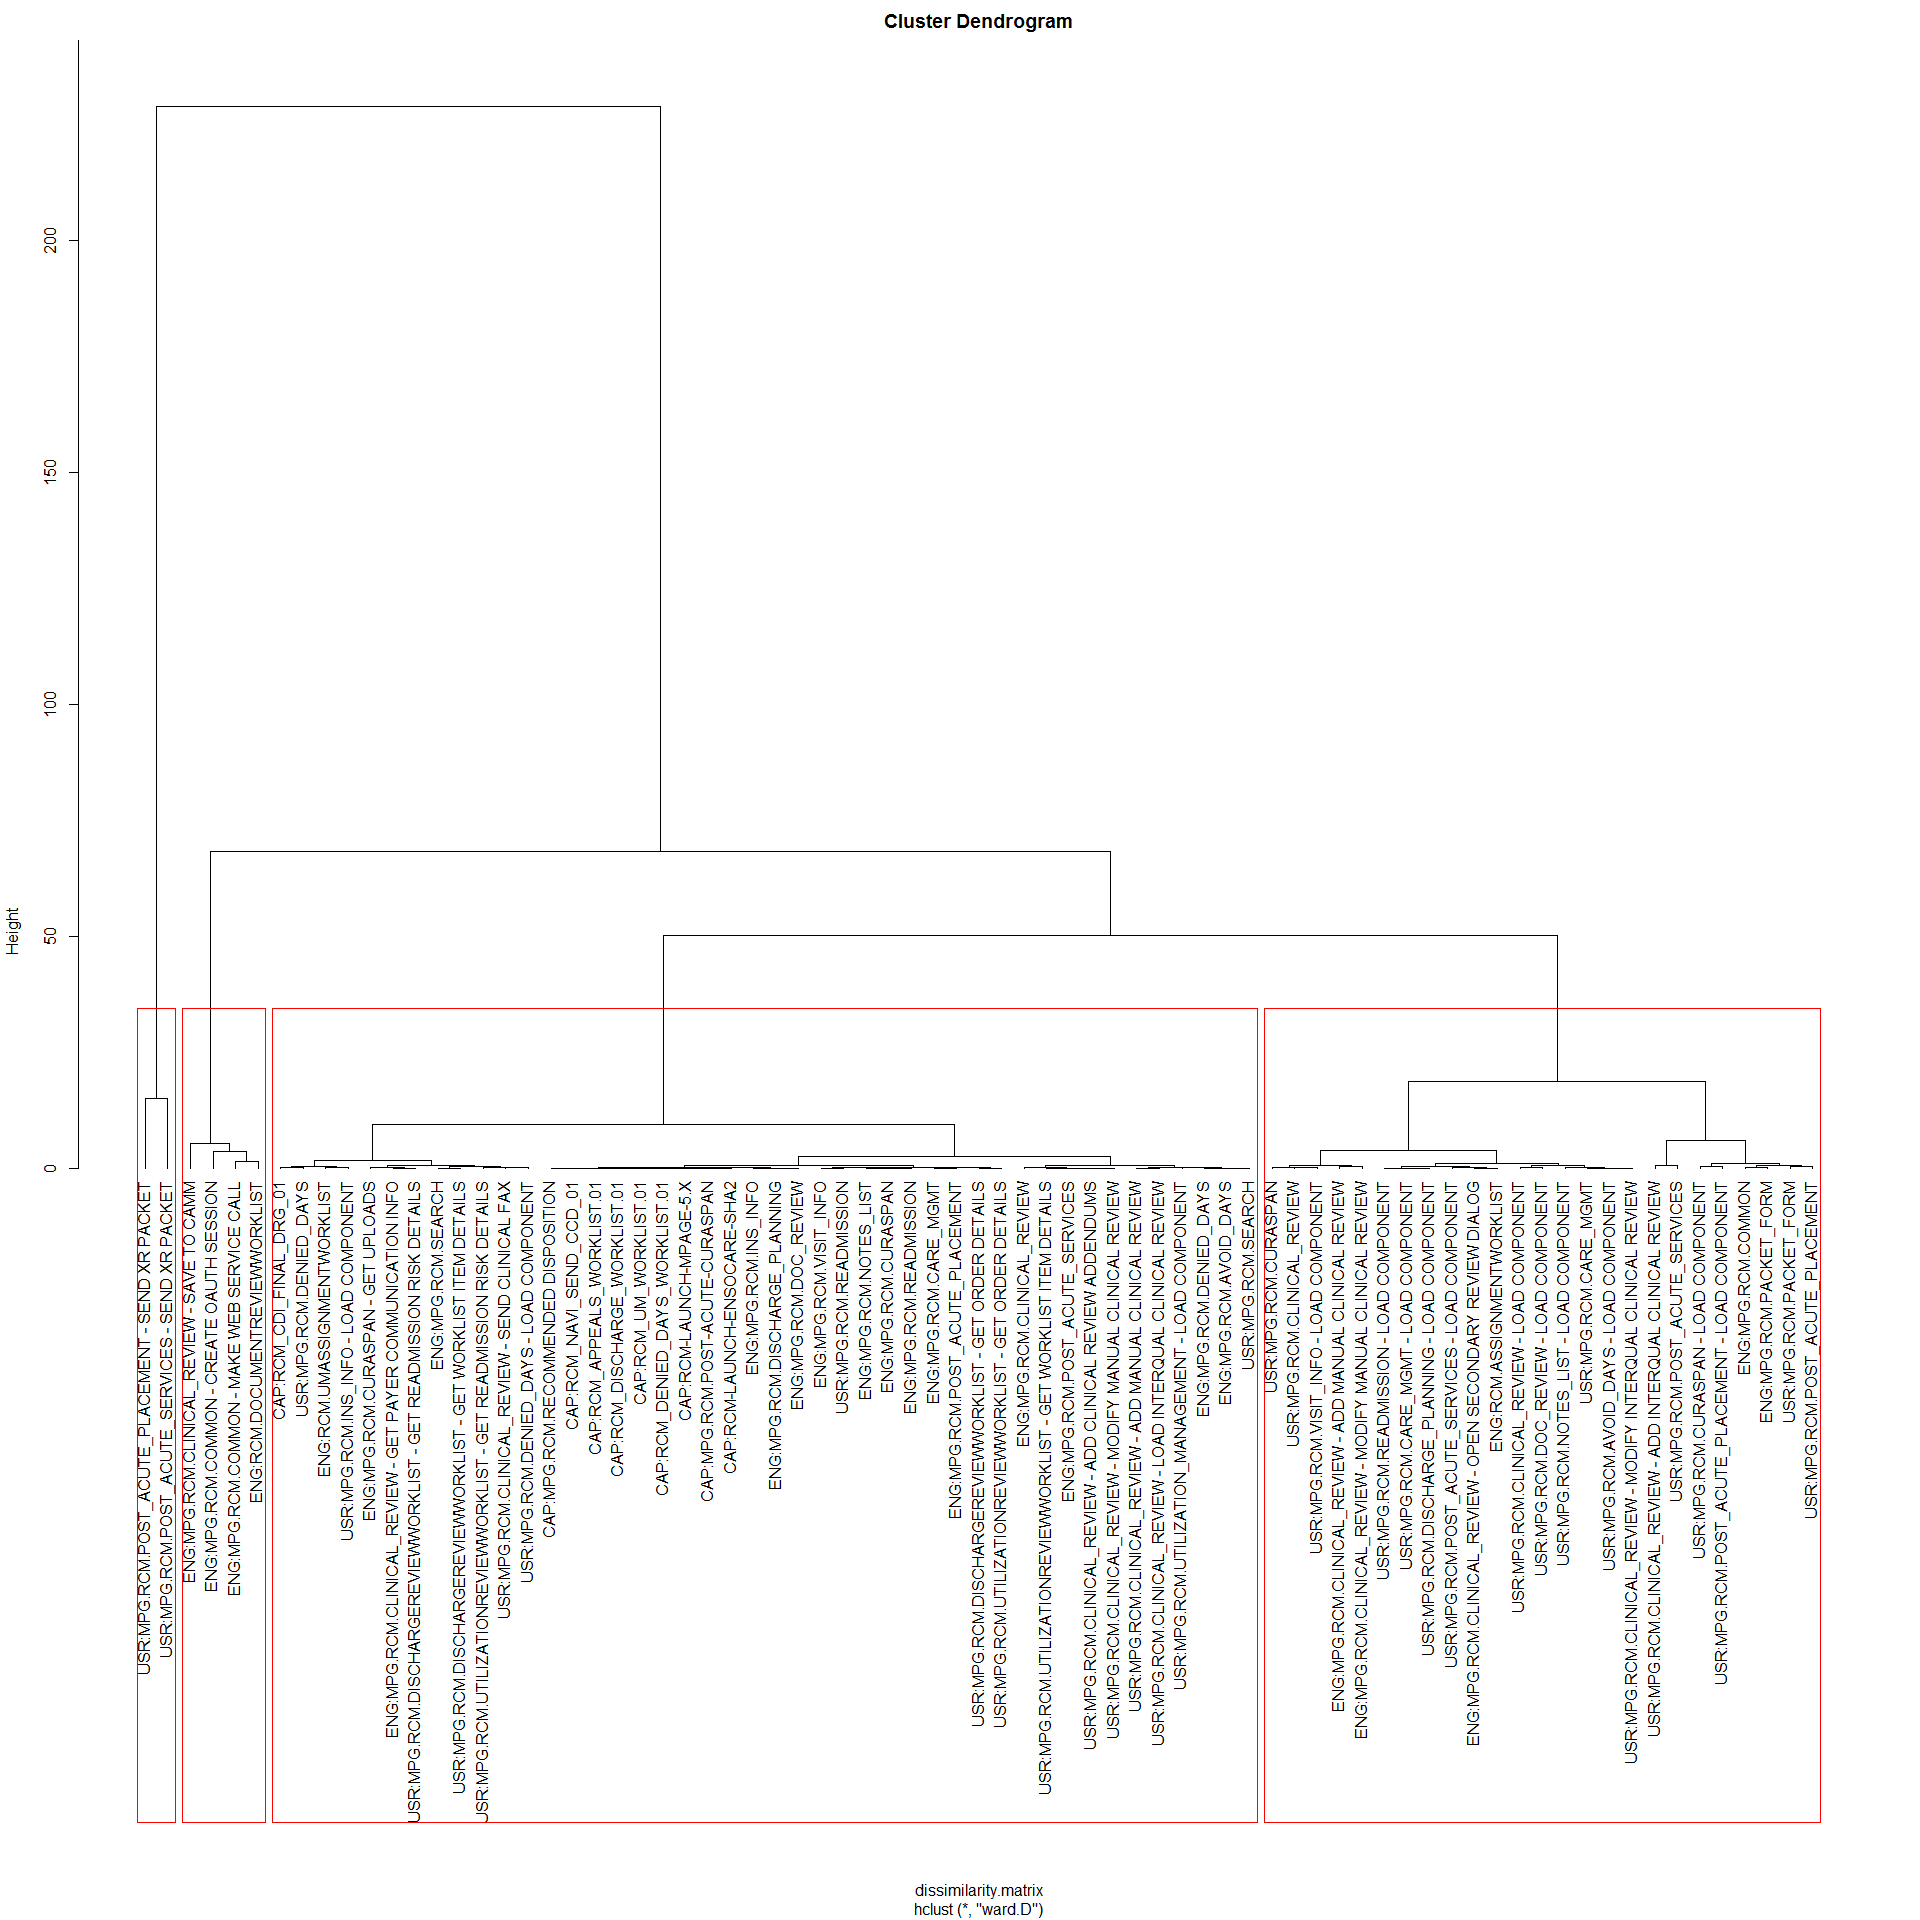 Cluster Dendrogram
Height
0
50
100
150
200
USR:MPG.RCM.POST_ACUTE_PLACEMENT - SEND XR PACKET
USR:MPG.RCM.POST_ACUTE_SERVICES - SEND XR PACKET
ENG:MPG.RCM.CLINICAL_REVIEW - SAVE TO CAMM
ENG:MPG.RCM.COMMON - CREATE OAUTH SESSION
ENG:MPG.RCM.COMMON - MAKE WEB SERVICE CALL
ENG:RCM.DOCUMENTREVIEWWORKLIST
CAP:RCM_CDI_FINAL_DRG_01
USR:MPG.RCM.DENIED_DAYS
ENG:RCM.UMASSIGNMENTWORKLIST
USR:MPG.RCM.INS_INFO - LOAD COMPONENT
ENG:MPG.RCM.CURASPAN - GET UPLOADS
ENG:MPG.RCM.CLINICAL_REVIEW - GET PAYER COMMUNICATION INFO
USR:MPG.RCM.DISCHARGEREVIEWWORKLIST - GET READMISSION RISK DETAILS
ENG:MPG.RCM.SEARCH
USR:MPG.RCM.DISCHARGEREVIEWWORKLIST - GET WORKLIST ITEM DETAILS
USR:MPG.RCM.UTILIZATIONREVIEWWORKLIST - GET READMISSION RISK DETAILS
USR:MPG.RCM.CLINICAL_REVIEW - SEND CLINICAL FAX
USR:MPG.RCM.DENIED_DAYS - LOAD COMPONENT
CAP:MPG.RCM.RECOMMENDED DISPOSITION
CAP:RCM_NAVI_SEND_CCD_01
CAP:RCM_APPEALS_WORKLIST.01
CAP:RCM_DISCHARGE_WORKLIST.01
CAP:RCM_UM_WORKLIST.01
CAP:RCM_DENIED_DAYS_WORKLIST.01
CAP:RCM-LAUNCH-MPAGE-5.X
CAP:MPG.RCM.POST-ACUTE-CURASPAN
CAP:RCM-LAUNCH-ENSOCARE-SHA2
ENG:MPG.RCM.INS_INFO
ENG:MPG.RCM.DISCHARGE_PLANNING
ENG:MPG.RCM.DOC_REVIEW
ENG:MPG.RCM.VISIT_INFO
USR:MPG.RCM.READMISSION
ENG:MPG.RCM.NOTES_LIST
ENG:MPG.RCM.CURASPAN
ENG:MPG.RCM.READMISSION
ENG:MPG.RCM.CARE_MGMT
ENG:MPG.RCM.POST_ACUTE_PLACEMENT
USR:MPG.RCM.DISCHARGEREVIEWWORKLIST - GET ORDER DETAILS
USR:MPG.RCM.UTILIZATIONREVIEWWORKLIST - GET ORDER DETAILS
ENG:MPG.RCM.CLINICAL_REVIEW
USR:MPG.RCM.UTILIZATIONREVIEWWORKLIST - GET WORKLIST ITEM DETAILS
ENG:MPG.RCM.POST_ACUTE_SERVICES
USR:MPG.RCM.CLINICAL_REVIEW - ADD CLINICAL REVIEW ADDENDUMS
USR:MPG.RCM.CLINICAL_REVIEW - MODIFY MANUAL CLINICAL REVIEW
USR:MPG.RCM.CLINICAL_REVIEW - ADD MANUAL CLINICAL REVIEW
USR:MPG.RCM.CLINICAL_REVIEW - LOAD INTERQUAL CLINICAL REVIEW
USR:MPG.RCM.UTILIZATION_MANAGEMENT - LOAD COMPONENT
ENG:MPG.RCM.DENIED_DAYS
ENG:MPG.RCM.AVOID_DAYS
USR:MPG.RCM.SEARCH
USR:MPG.RCM.CURASPAN
USR:MPG.RCM.CLINICAL_REVIEW
USR:MPG.RCM.VISIT_INFO - LOAD COMPONENT
ENG:MPG.RCM.CLINICAL_REVIEW - ADD MANUAL CLINICAL REVIEW
ENG:MPG.RCM.CLINICAL_REVIEW - MODIFY MANUAL CLINICAL REVIEW
USR:MPG.RCM.READMISSION - LOAD COMPONENT
USR:MPG.RCM.CARE_MGMT - LOAD COMPONENT
USR:MPG.RCM.DISCHARGE_PLANNING - LOAD COMPONENT
USR:MPG.RCM.POST_ACUTE_SERVICES - LOAD COMPONENT
ENG:MPG.RCM.CLINICAL_REVIEW - OPEN SECONDARY REVIEW DIALOG
ENG:RCM.ASSIGNMENTWORKLIST
USR:MPG.RCM.CLINICAL_REVIEW - LOAD COMPONENT
USR:MPG.RCM.DOC_REVIEW - LOAD COMPONENT
USR:MPG.RCM.NOTES_LIST - LOAD COMPONENT
USR:MPG.RCM.CARE_MGMT
USR:MPG.RCM.AVOID_DAYS - LOAD COMPONENT
USR:MPG.RCM.CLINICAL_REVIEW - MODIFY INTERQUAL CLINICAL REVIEW
USR:MPG.RCM.CLINICAL_REVIEW - ADD INTERQUAL CLINICAL REVIEW
USR:MPG.RCM.POST_ACUTE_SERVICES
USR:MPG.RCM.CURASPAN - LOAD COMPONENT
USR:MPG.RCM.POST_ACUTE_PLACEMENT - LOAD COMPONENT
ENG:MPG.RCM.COMMON
ENG:MPG.RCM.PACKET_FORM
USR:MPG.RCM.PACKET_FORM
USR:MPG.RCM.POST_ACUTE_PLACEMENT
dissimilarity.matrix
hclust (*, "ward.D")